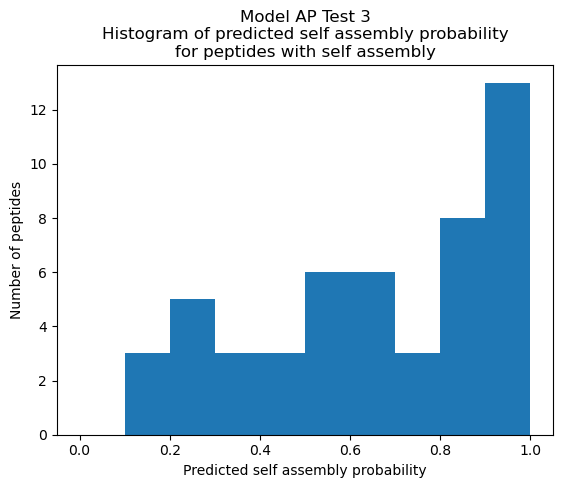 Model AP Test 3
Histogram of predicted self assembly probability
for peptides with self assembly
Number of peptides
12
10
8
6
4
2
0
0.0 0.2 0.4 0.6 0.8 1.0
Predicted self assembly probability